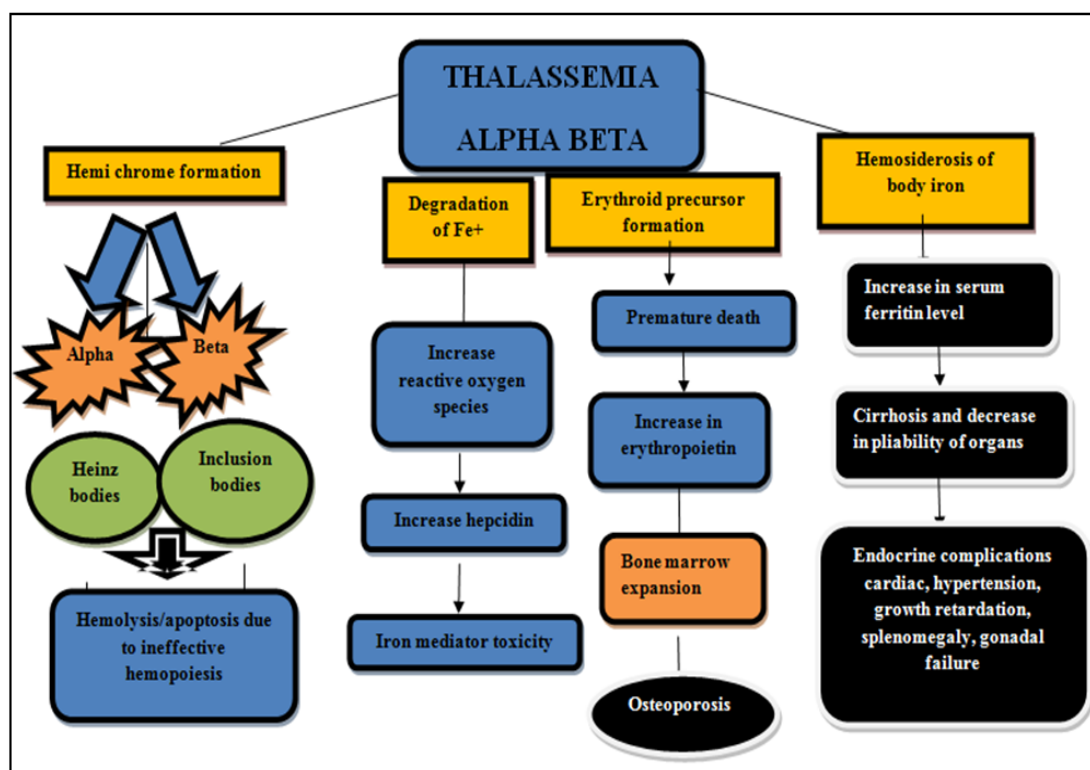 THALASSEMIA
ALPHA BETA
Hemi chrome formation
Alpha
Beta
Heinz
bodies
Inclusion
bodies
Hemolysis/apoptosis due
to ineffective
hemopoiesis
Degradation
of Fe+
Increase
reactive oxygen
species
Increase hepcidin
Iron mediator toxicity
Erythroid precursor
formation
Premature death
Increase in
erythropoietin
Bone marrow
expansion
Osteoporosis
Hemosiderosis of
body iron
Increase in serum
ferritin level
Cirrhosis and decrease
in pliability of organs
Endocrine complications
cardiac, hypertension,
growth retardation,
splenomegaly, gonadal
failure